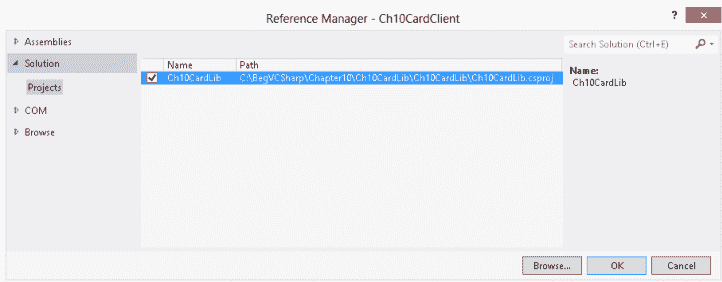 Reference Manager - Ch10CardClient
?
Assemblies
Search Solution (Ctrl+E)
Solution
Name Path
Name:
Ch10CardLib C:\BegVCSharp\Chapter10\Ch10CardLib\Ch10CardLib\Ch10CardLib.csproj
Ch10CardLib
Projects
COM
Browse
Browse... OK Cancel